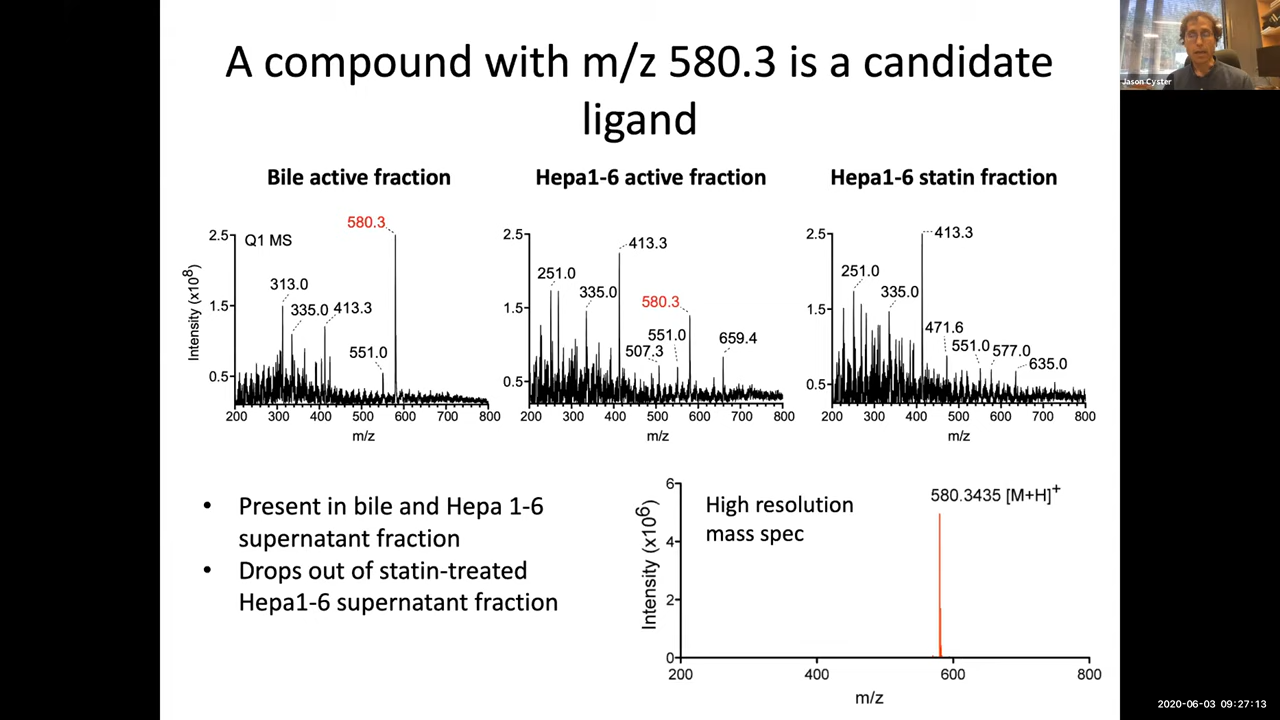 A compound with m/z 580.3 is a candidate
ligand
Jason Cyster
Bile active fraction
Hepa1-6 active fraction
Hepa1-6 statin fraction
Intensity (x10⁸)
2.5
1.5
0.5
Q1 MS
580.3
313.0
335.0
413.3
551.0
200 300 400 500 600 700 800
m/z
2.5
1.5
0.5
413.3
251.0
335.0
580.3
551.0
507.3
659.4
200 300 400 500 600 700 800
m/z
2.5
1.5
0.5
413.3
251.0
335.0
471.6
551.0
577.0
635.0
200 300 400 500 600 700 800
m/z
• Present in bile and Hepa 1-6
supernatant fraction
• Drops out of statin-treated
Hepa1-6 supernatant fraction
Intensity (x10⁶)
6
4
2
0
High resolution
mass spec
580.3435 [M+H]⁺
200 400 600 800
m/z
2020-06-03 09:27:13